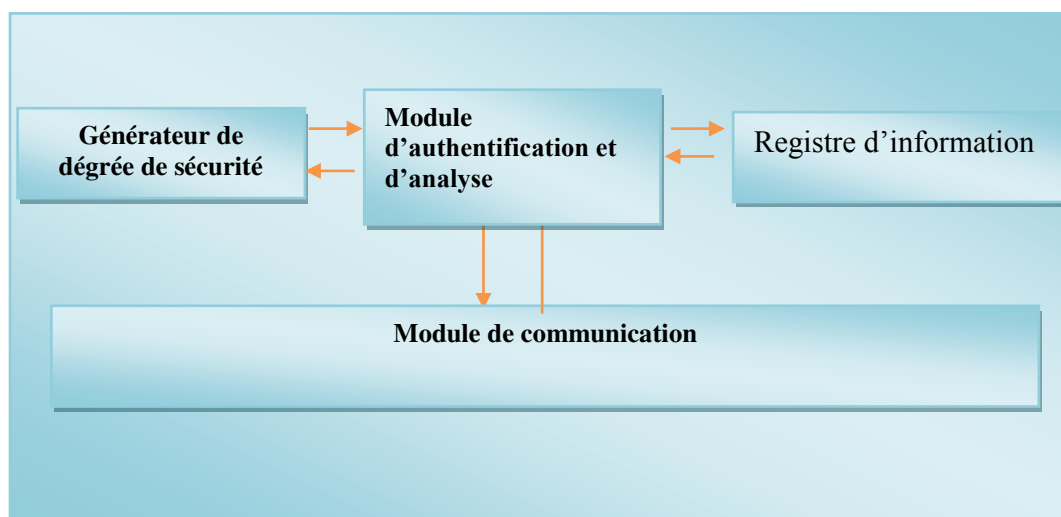 Générateur de
dégrée de sécurité
Module
d’authentification et
d’analyse
Registre d’information
Module de communication